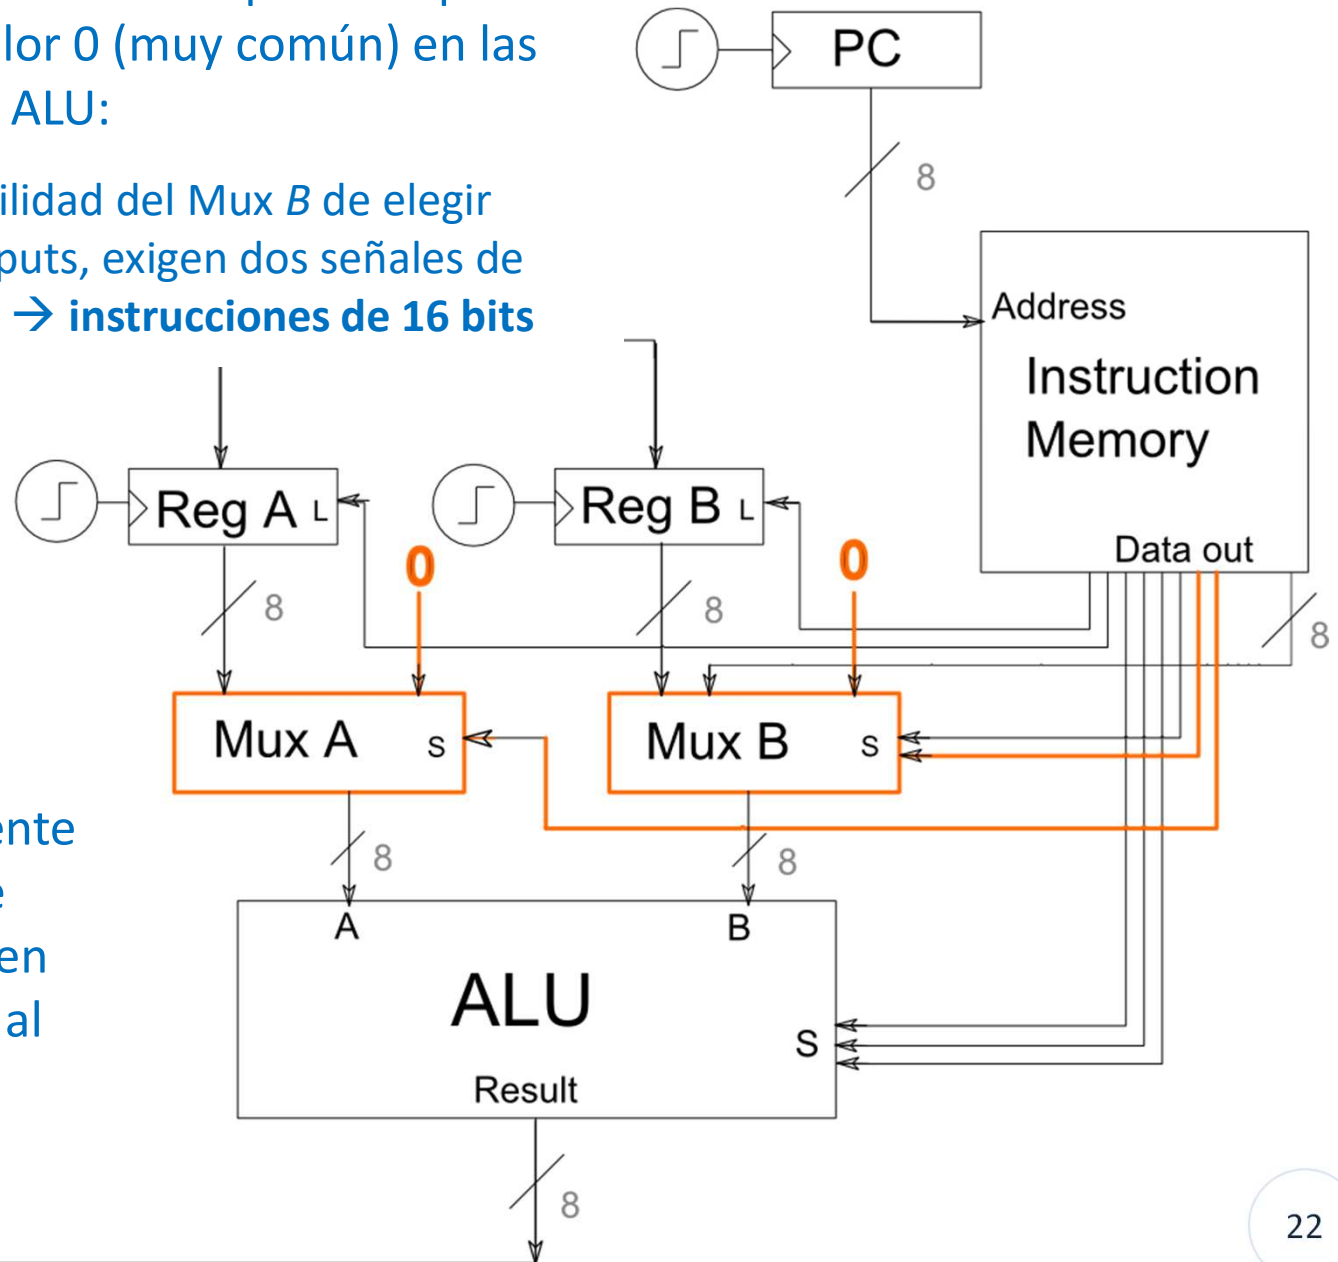 lor 0 (muy común) en las
ALU:
ilidad del Mux B de elegir
puts, exigen dos señales de
→ instrucciones de 16 bits
PC
8
Address
Instruction
Memory
Data out
8
Reg A L
Reg B L
0
0
8
8
Mux A S
Mux B S
8
8
ente
e
en
al
A
B
ALU
S
Result
8
22